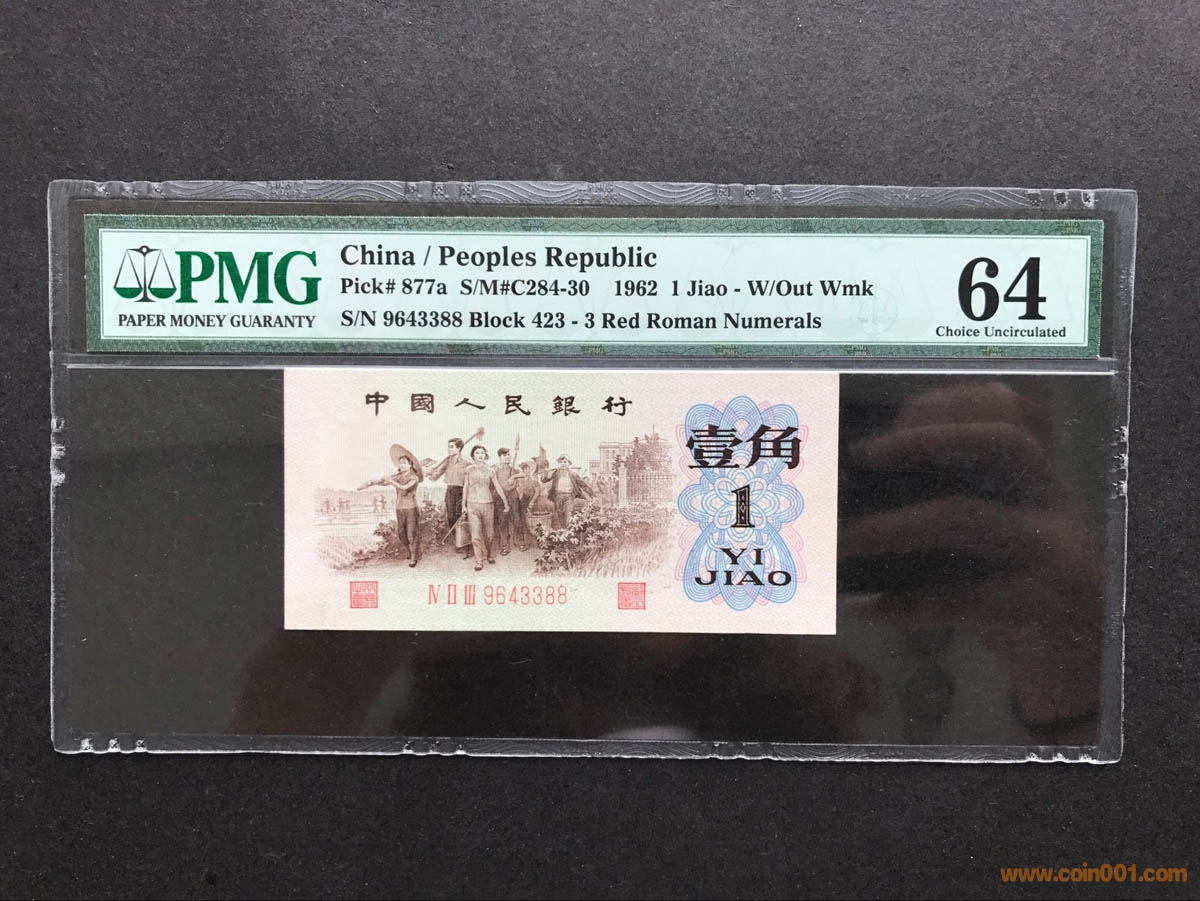 PMG
PAPER MONEY GUARANTY
China / Peoples Republic
Pick# 877a S/M#C284-30 1962 1 Jiao - W/Out Wmk
S/N 9643388 Block 423 - 3 Red Roman Numerals
64
Choice Uncirculated
中國人民銀行
壹角
1
YI
JIAO
Ⅳ Ⅱ Ⅲ 9643388
www.coin001.com